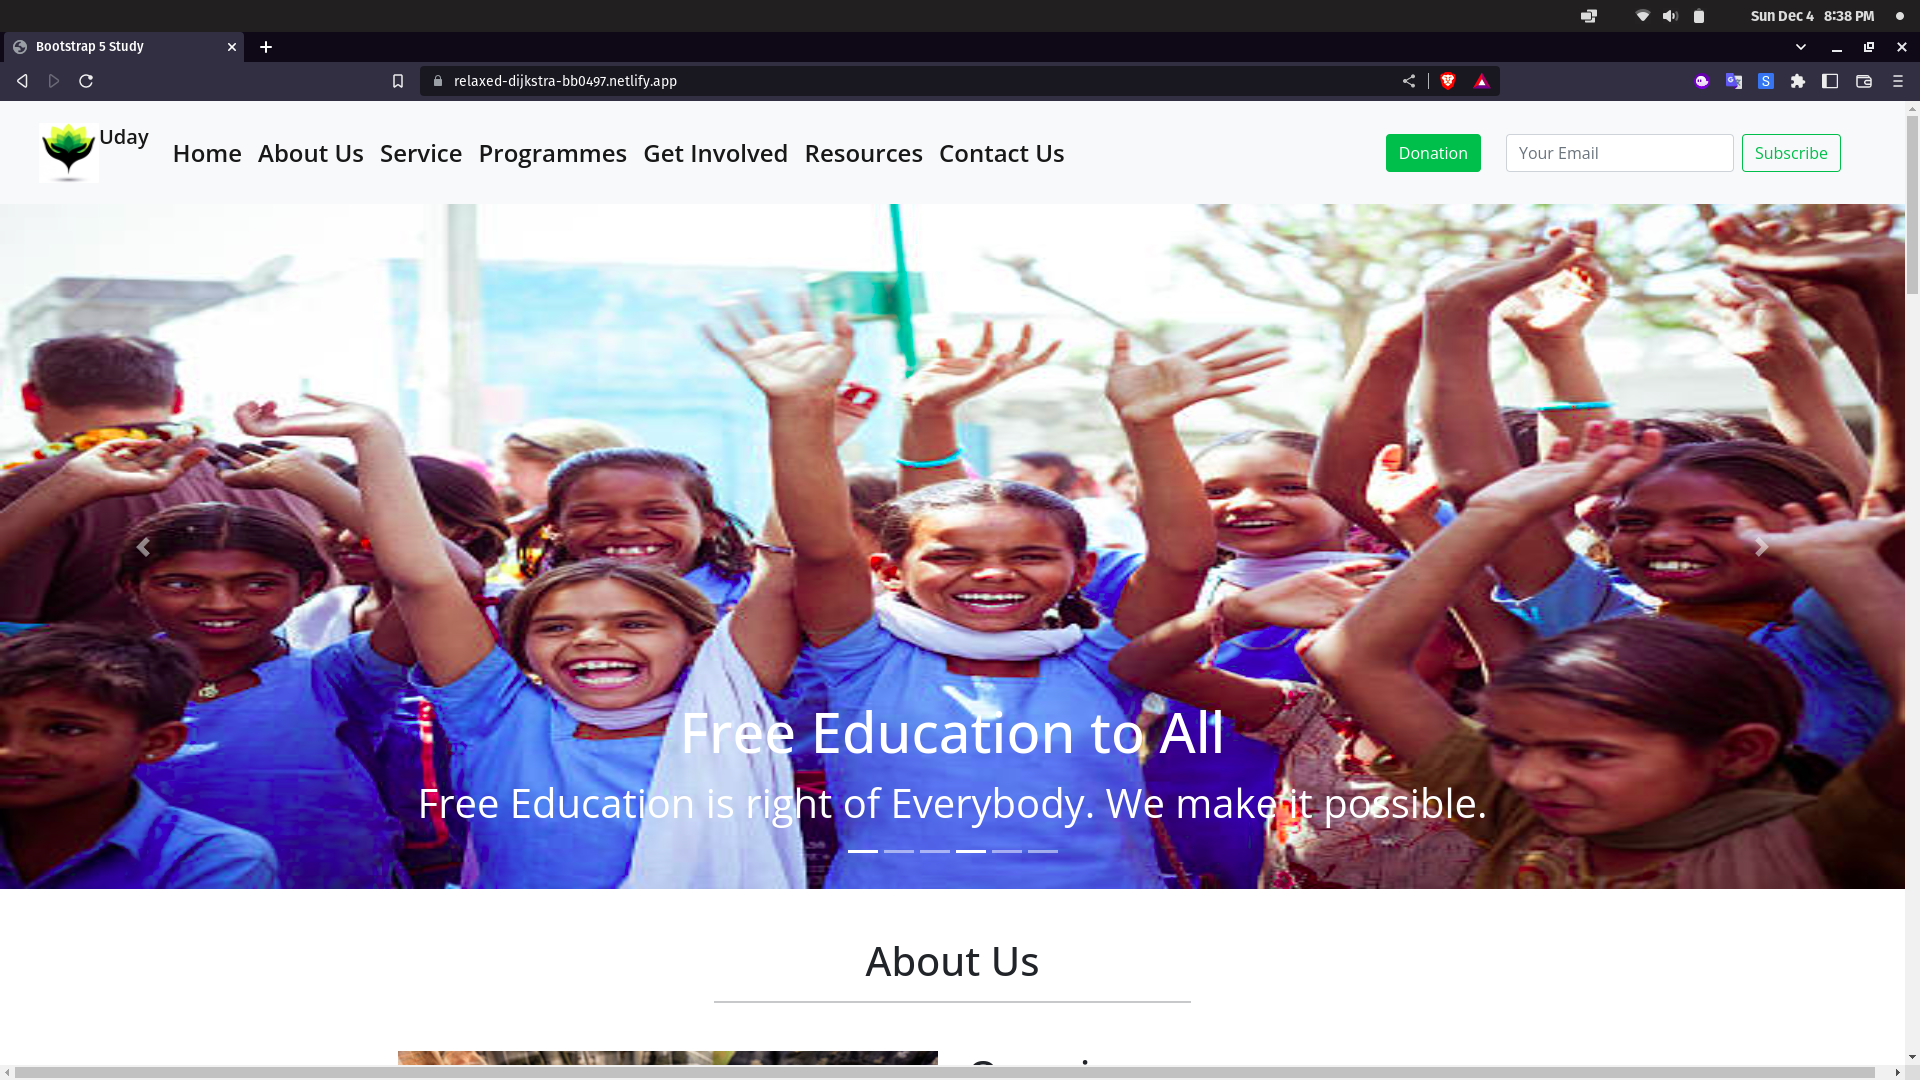 Sun Dec 4 8:38 PM
Bootstrap 5 Study
relaxed-dijkstra-bb0497.netlify.app
Uday
Home About Us Service Programmes Get Involved Resources Contact Us
Donation Your Email Subscribe
Free Education to All
Free Education is right of Everybody. We make it possible.
About Us